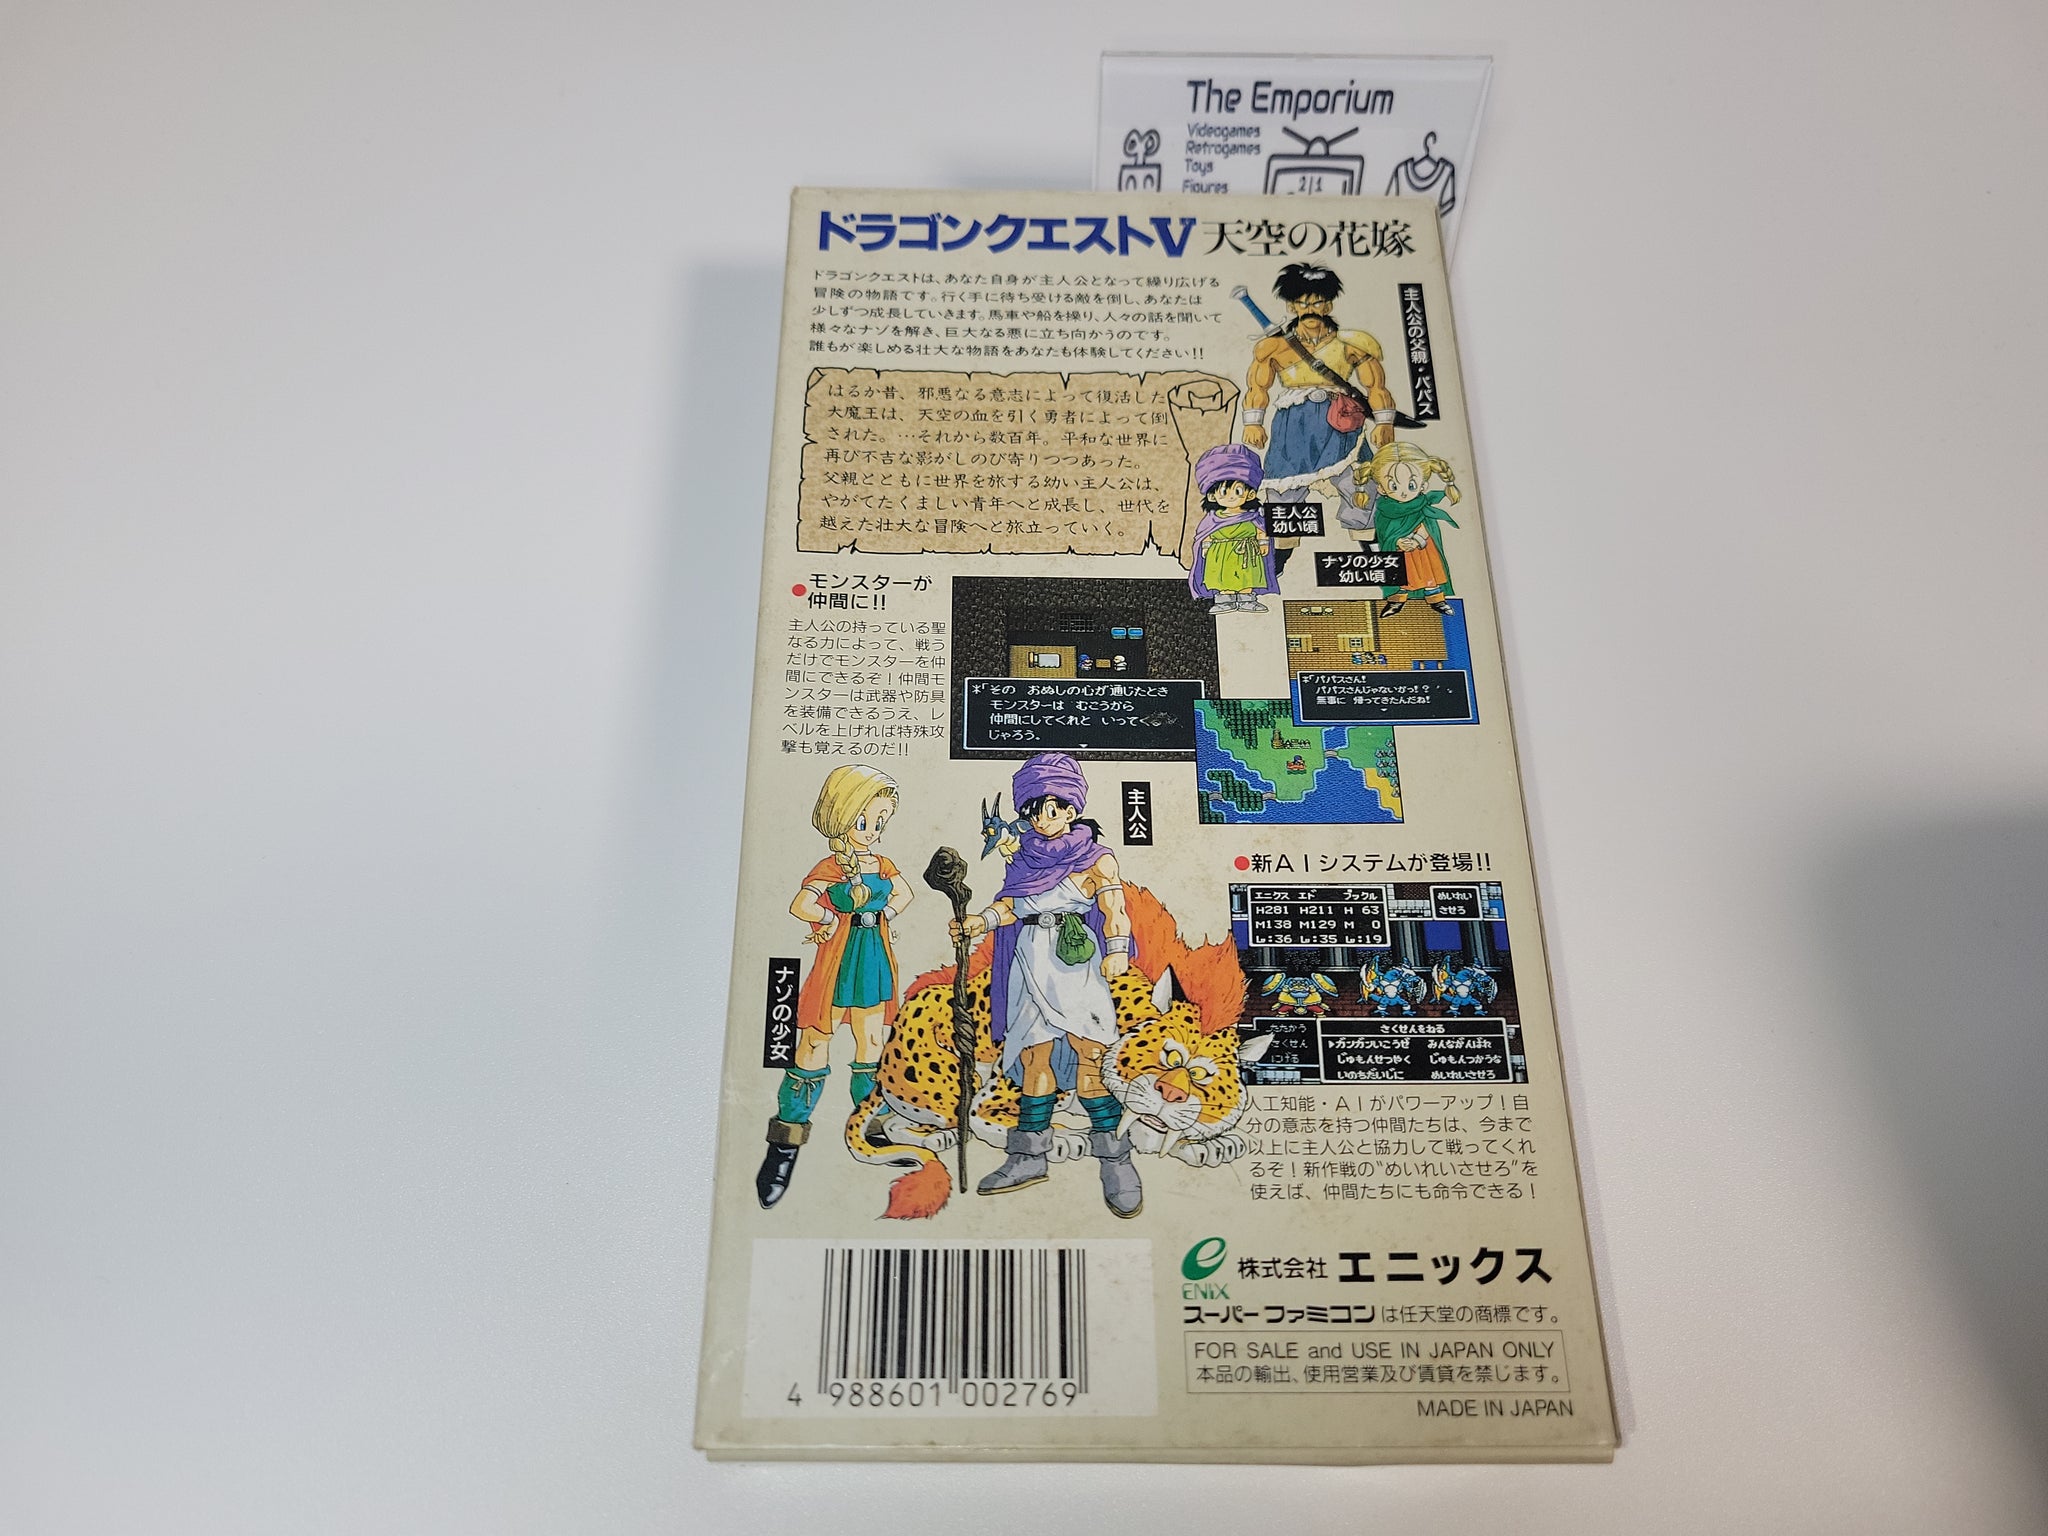 The Emporium
Videogames
Retrogames
Toys
Figures
2/1
ドラゴンクエストV 天空の花嫁
ドラゴンクエストは、あなた自身が主人公となって繰り広げる
冒険の物語です。行く手に待ち受ける敵を倒し、あなたは
少しずつ成長していきます。馬車や船を操り、人々の話を聞いて
様々なナゾを解き、巨大なる悪に立ち向かうのです。
誰もが楽しめる壮大な物語をあなたも体験してください!!
主人公の父親・パパス
はるか昔、邪悪なる意志によって復活した
大魔王は、天空の血を引く勇者によって倒
された。…それから数百年。平和な世界に
再び不吉な影がしのび寄りつつあった。
父親とともに世界を旅する幼い主人公は、
やがてたくましい青年へと成長し、世代を
越えた壮大な冒険へと旅立っていく。
主人公
幼い頃
ナゾの少女
幼い頃
●モンスターが
仲間に!!
主人公の持っている聖
なる力によって、戦う
だけでモンスターを仲
間にできるぞ!仲間モ
ンスターは武器や防具
を装備できるうえ、レ
ベルを上げれば特殊攻
撃も覚えるのだ!!
*「その おぬしの心が通じたとき
モンスターは むこうから
仲間にしてくれと いってく
じゃろう。
*「パパスさん!
パパスさんじゃないかっ!?
無事に 帰ってきたんだね!
主人公
ナゾの少女
●新AIシステムが登場!!
エニクス エド プックル
H281 H211 H 63
M138 M129 M 0
し:36 し:35 し:19
めいれい
させろ
たたかう
さくせん
にげる
さくせんをねる
ガンガンいこうぜ みんながんばれ
じゅもんせつやく じゅもんつかうな
いのちだいじに めいれいさせろ
人工知能・AIがパワーアップ!自
分の意志を持つ仲間たちは、今まで
以上に主人公と協力して戦ってくれ
るぞ!新作戦の“めいれいさせろ”を
使えば、仲間たちにも命令できる!
ENIX
株式会社 エニックス
スーパーファミコンは任天堂の商標です。
FOR SALE and USE IN JAPAN ONLY
本品の輸出、使用営業及び賃貸を禁じます。
MADE IN JAPAN
4 988601 002769